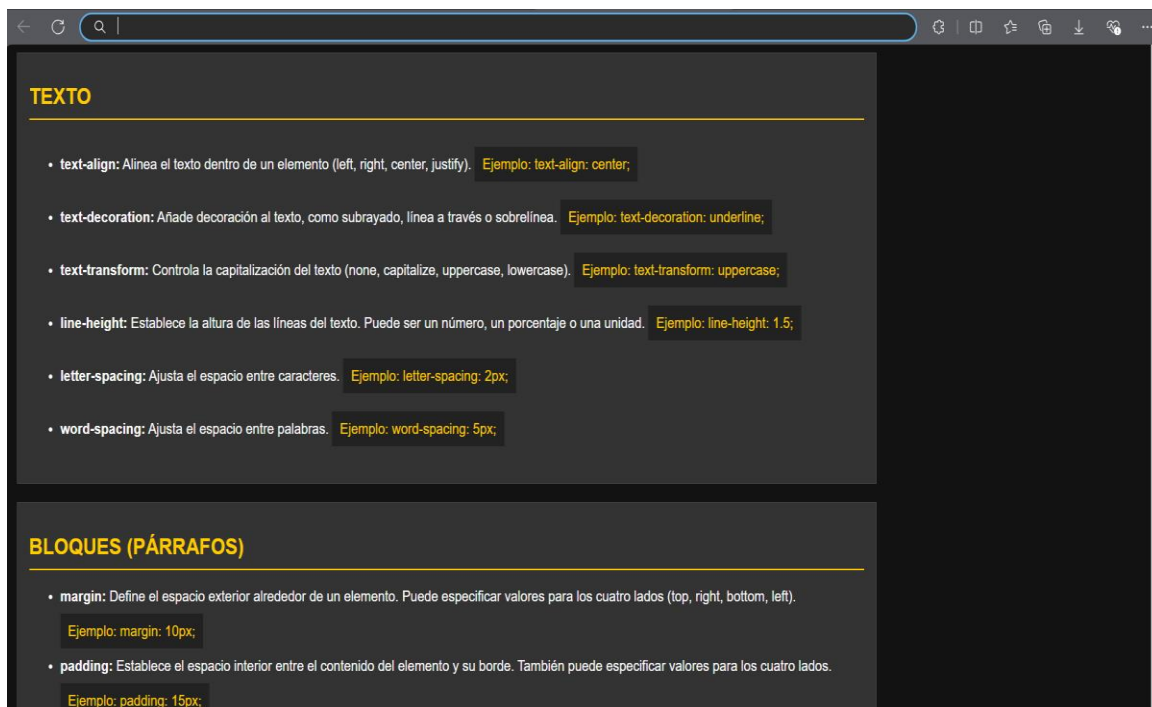 TEXTO
• text-align: Alinea el texto dentro de un elemento (left, right, center, justify). Ejemplo: text-align: center;
• text-decoration: Añade decoración al texto, como subrayado, línea a través o sobrelínea. Ejemplo: text-decoration: underline;
• text-transform: Controla la capitalización del texto (none, capitalize, uppercase, lowercase). Ejemplo: text-transform: uppercase;
• line-height: Establece la altura de las líneas del texto. Puede ser un número, un porcentaje o una unidad. Ejemplo: line-height: 1.5;
• letter-spacing: Ajusta el espacio entre caracteres. Ejemplo: letter-spacing: 2px;
• word-spacing: Ajusta el espacio entre palabras. Ejemplo: word-spacing: 5px;
BLOQUES (PÁRRAFOS)
• margin: Define el espacio exterior alrededor de un elemento. Puede especificar valores para los cuatro lados (top, right, bottom, left).
Ejemplo: margin: 10px;
• padding: Establece el espacio interior entre el contenido del elemento y su borde. También puede especificar valores para los cuatro lados.
Ejemplo: padding: 15px;